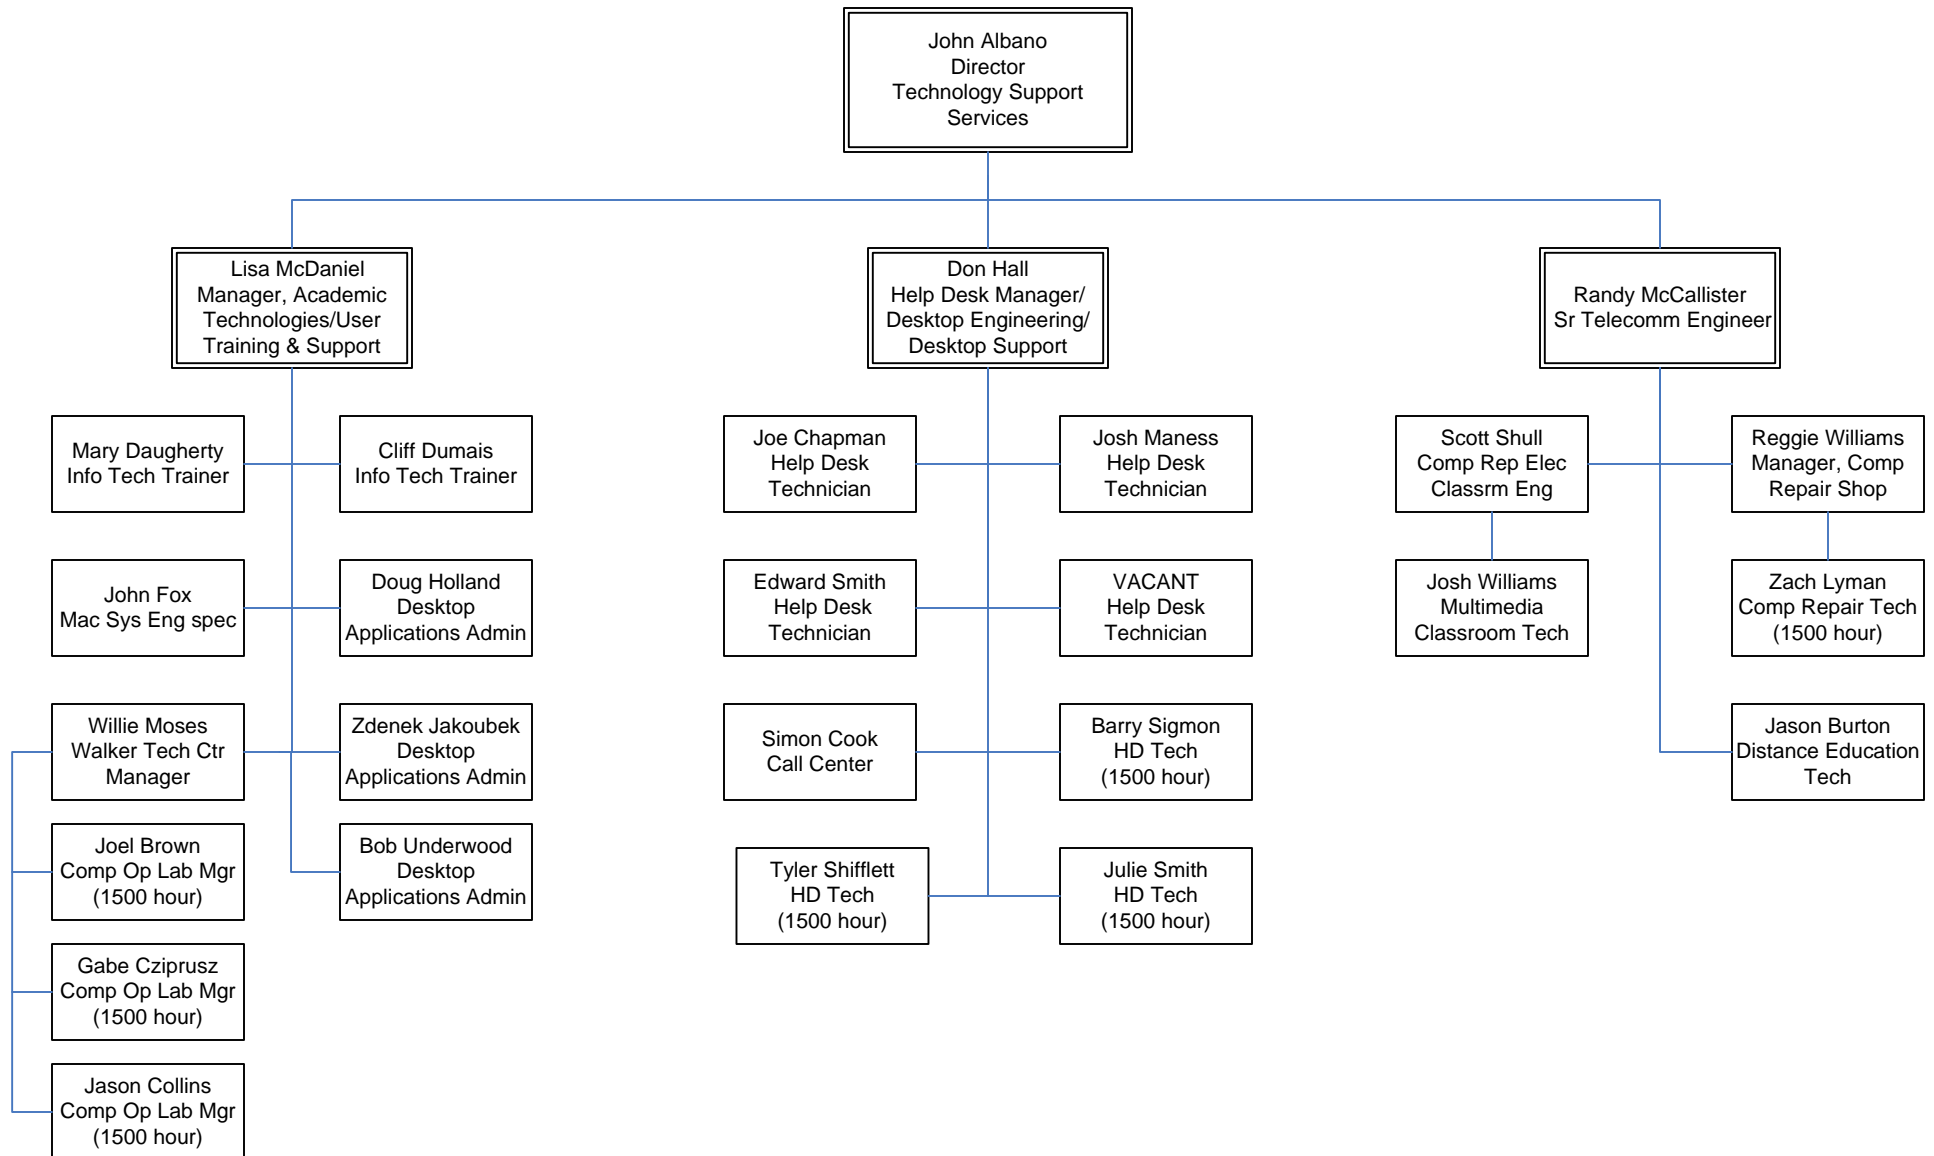 John Albano
Director
Technology Support
Services
Lisa McDaniel
Manager, Academic
Technologies/User
Training & Support
Don Hall
Help Desk Manager/
Desktop Engineering/
Desktop Support
Randy McCallister
Sr Telecomm Engineer
Mary Daugherty
Info Tech Trainer
Cliff Dumais
Info Tech Trainer
Joe Chapman
Help Desk
Technician
Josh Maness
Help Desk
Technician
Scott Shull
Comp Rep Elec
Classrm Eng
Reggie Williams
Manager, Comp
Repair Shop
John Fox
Mac Sys Eng spec
Doug Holland
Desktop
Applications Admin
Edward Smith
Help Desk
Technician
VACANT
Help Desk
Technician
Josh Williams
Multimedia
Classroom Tech
Zach Lyman
Comp Repair Tech
(1500 hour)
Willie Moses
Walker Tech Ctr
Manager
Zdenek Jakoubek
Desktop
Applications Admin
Simon Cook
Call Center
Barry Sigmon
HD Tech
(1500 hour)
Jason Burton
Distance Education
Tech
Joel Brown
Comp Op Lab Mgr
(1500 hour)
Bob Underwood
Desktop
Applications Admin
Tyler Shifflett
HD Tech
(1500 hour)
Julie Smith
HD Tech
(1500 hour)
Gabe Cziprusz
Comp Op Lab Mgr
(1500 hour)
Jason Collins
Comp Op Lab Mgr
(1500 hour)